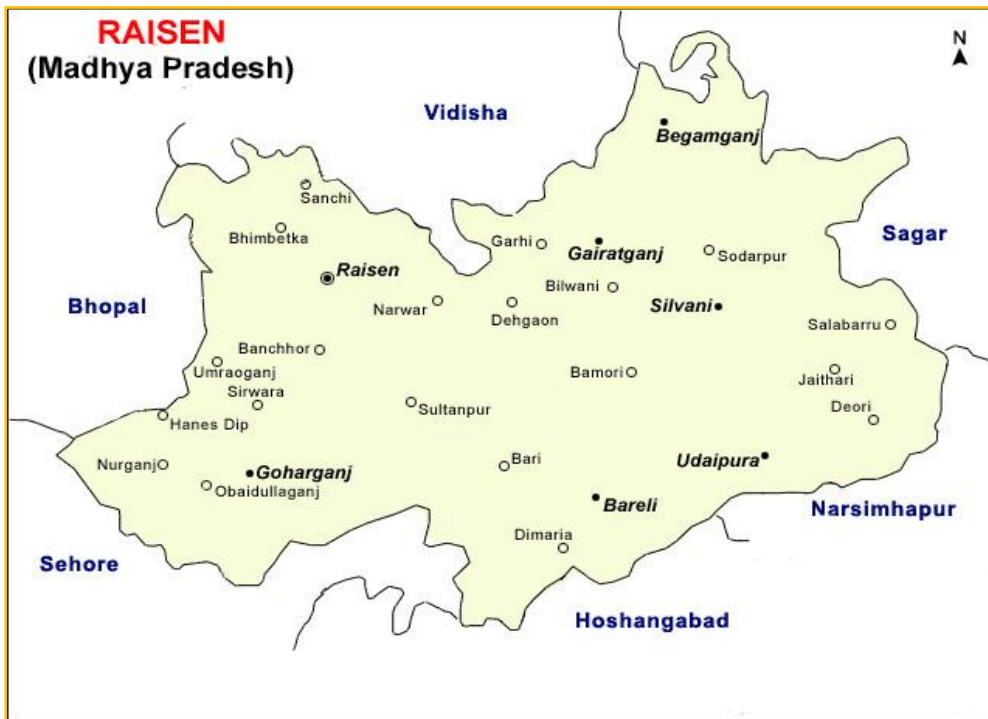 RAISEN
(Madhya Pradesh)
N
Vidisha
Begamganj
Sanchi
Bhimbetka
Garhi
Gairatganj
Sodarpur
Sagar
Raisen
Bilwani
Bhopal
Narwar
Dehgaon
Silvani
Salabarru
Banchhor
Umraoganj
Bamori
Jaithari
Sirwara
Sultanpur
Deori
Hanes Dip
Nurganj
Goharganj
Bari
Udaipura
Obaidullaganj
Bareli
Narsimhapur
Dimaria
Sehore
Hoshangabad